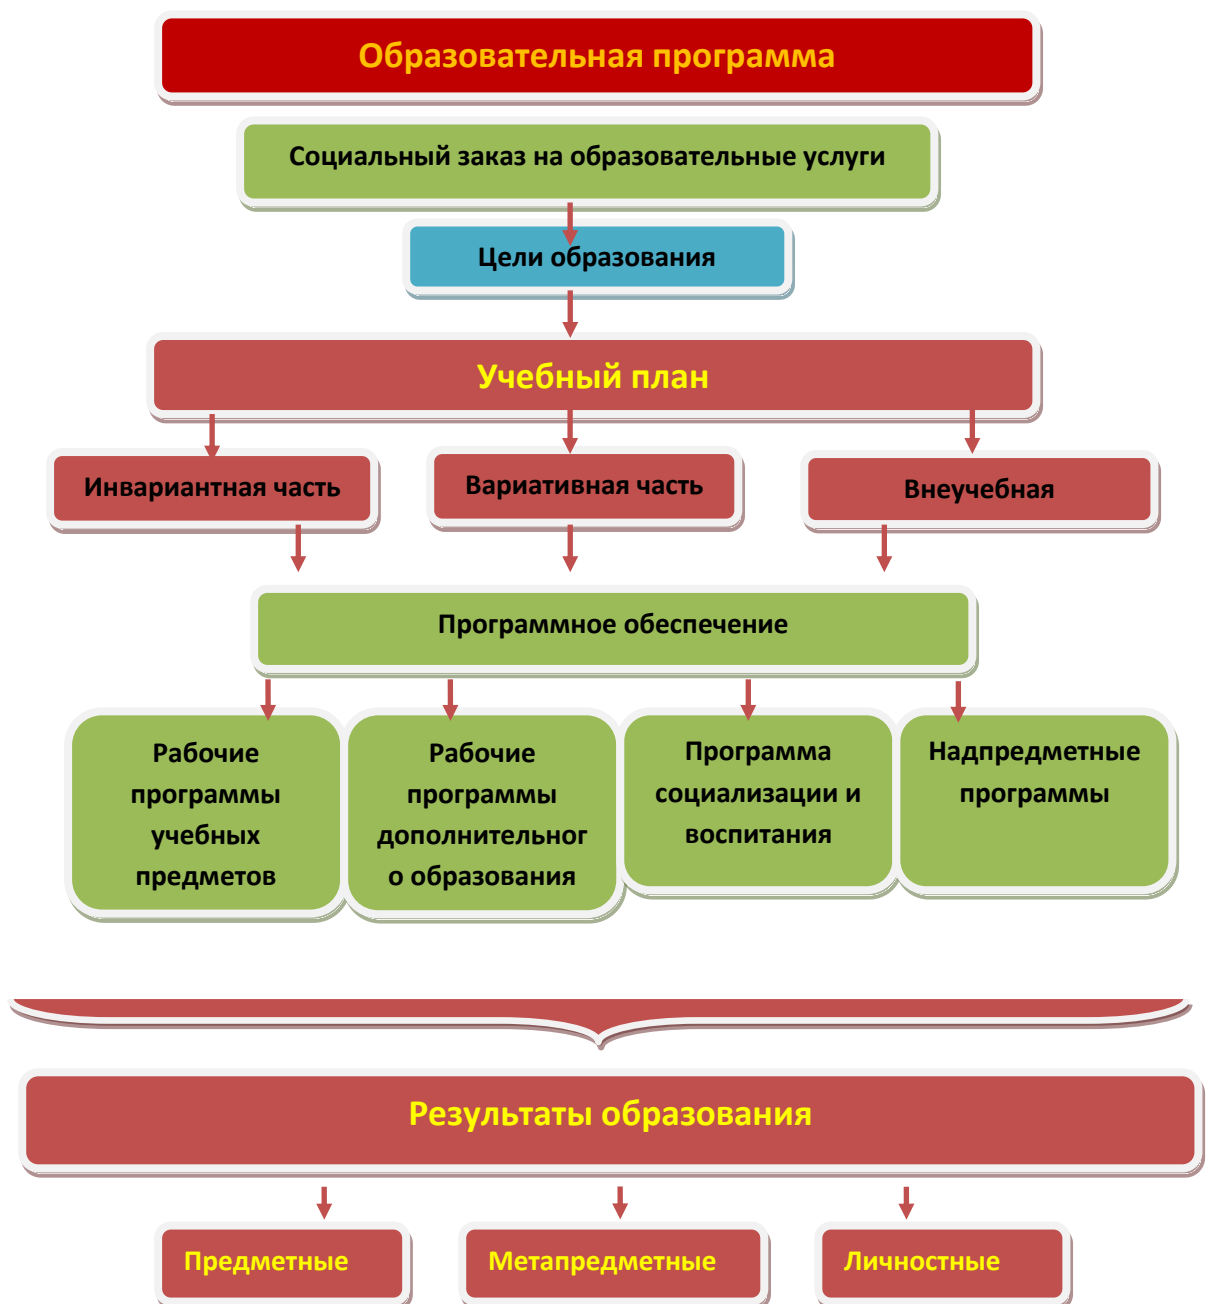 Образовательная программа
Социальный заказ на образовательные услуги
Цели образования
Учебный план
Инвариантная часть
Вариативная часть
Внеучебная
Программное обеспечение
Рабочие
программы
учебных
предметов
Рабочие
программы
дополнительног
о образования
Программа
социализации и
воспитания
Надпредметные
программы
Результаты образования
Предметные
Метапредметные
Личностные